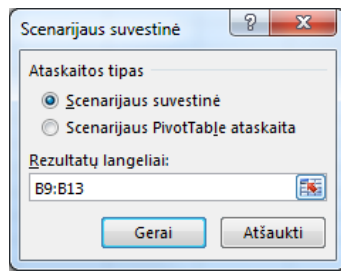 Scenarijaus suvestinė
Ataskaitos tipas
Scenarijaus suvestinė
Scenarijaus PivotTable ataskaita
Rezultatų langeliai:
B9:B13
Gerai Atšaukti